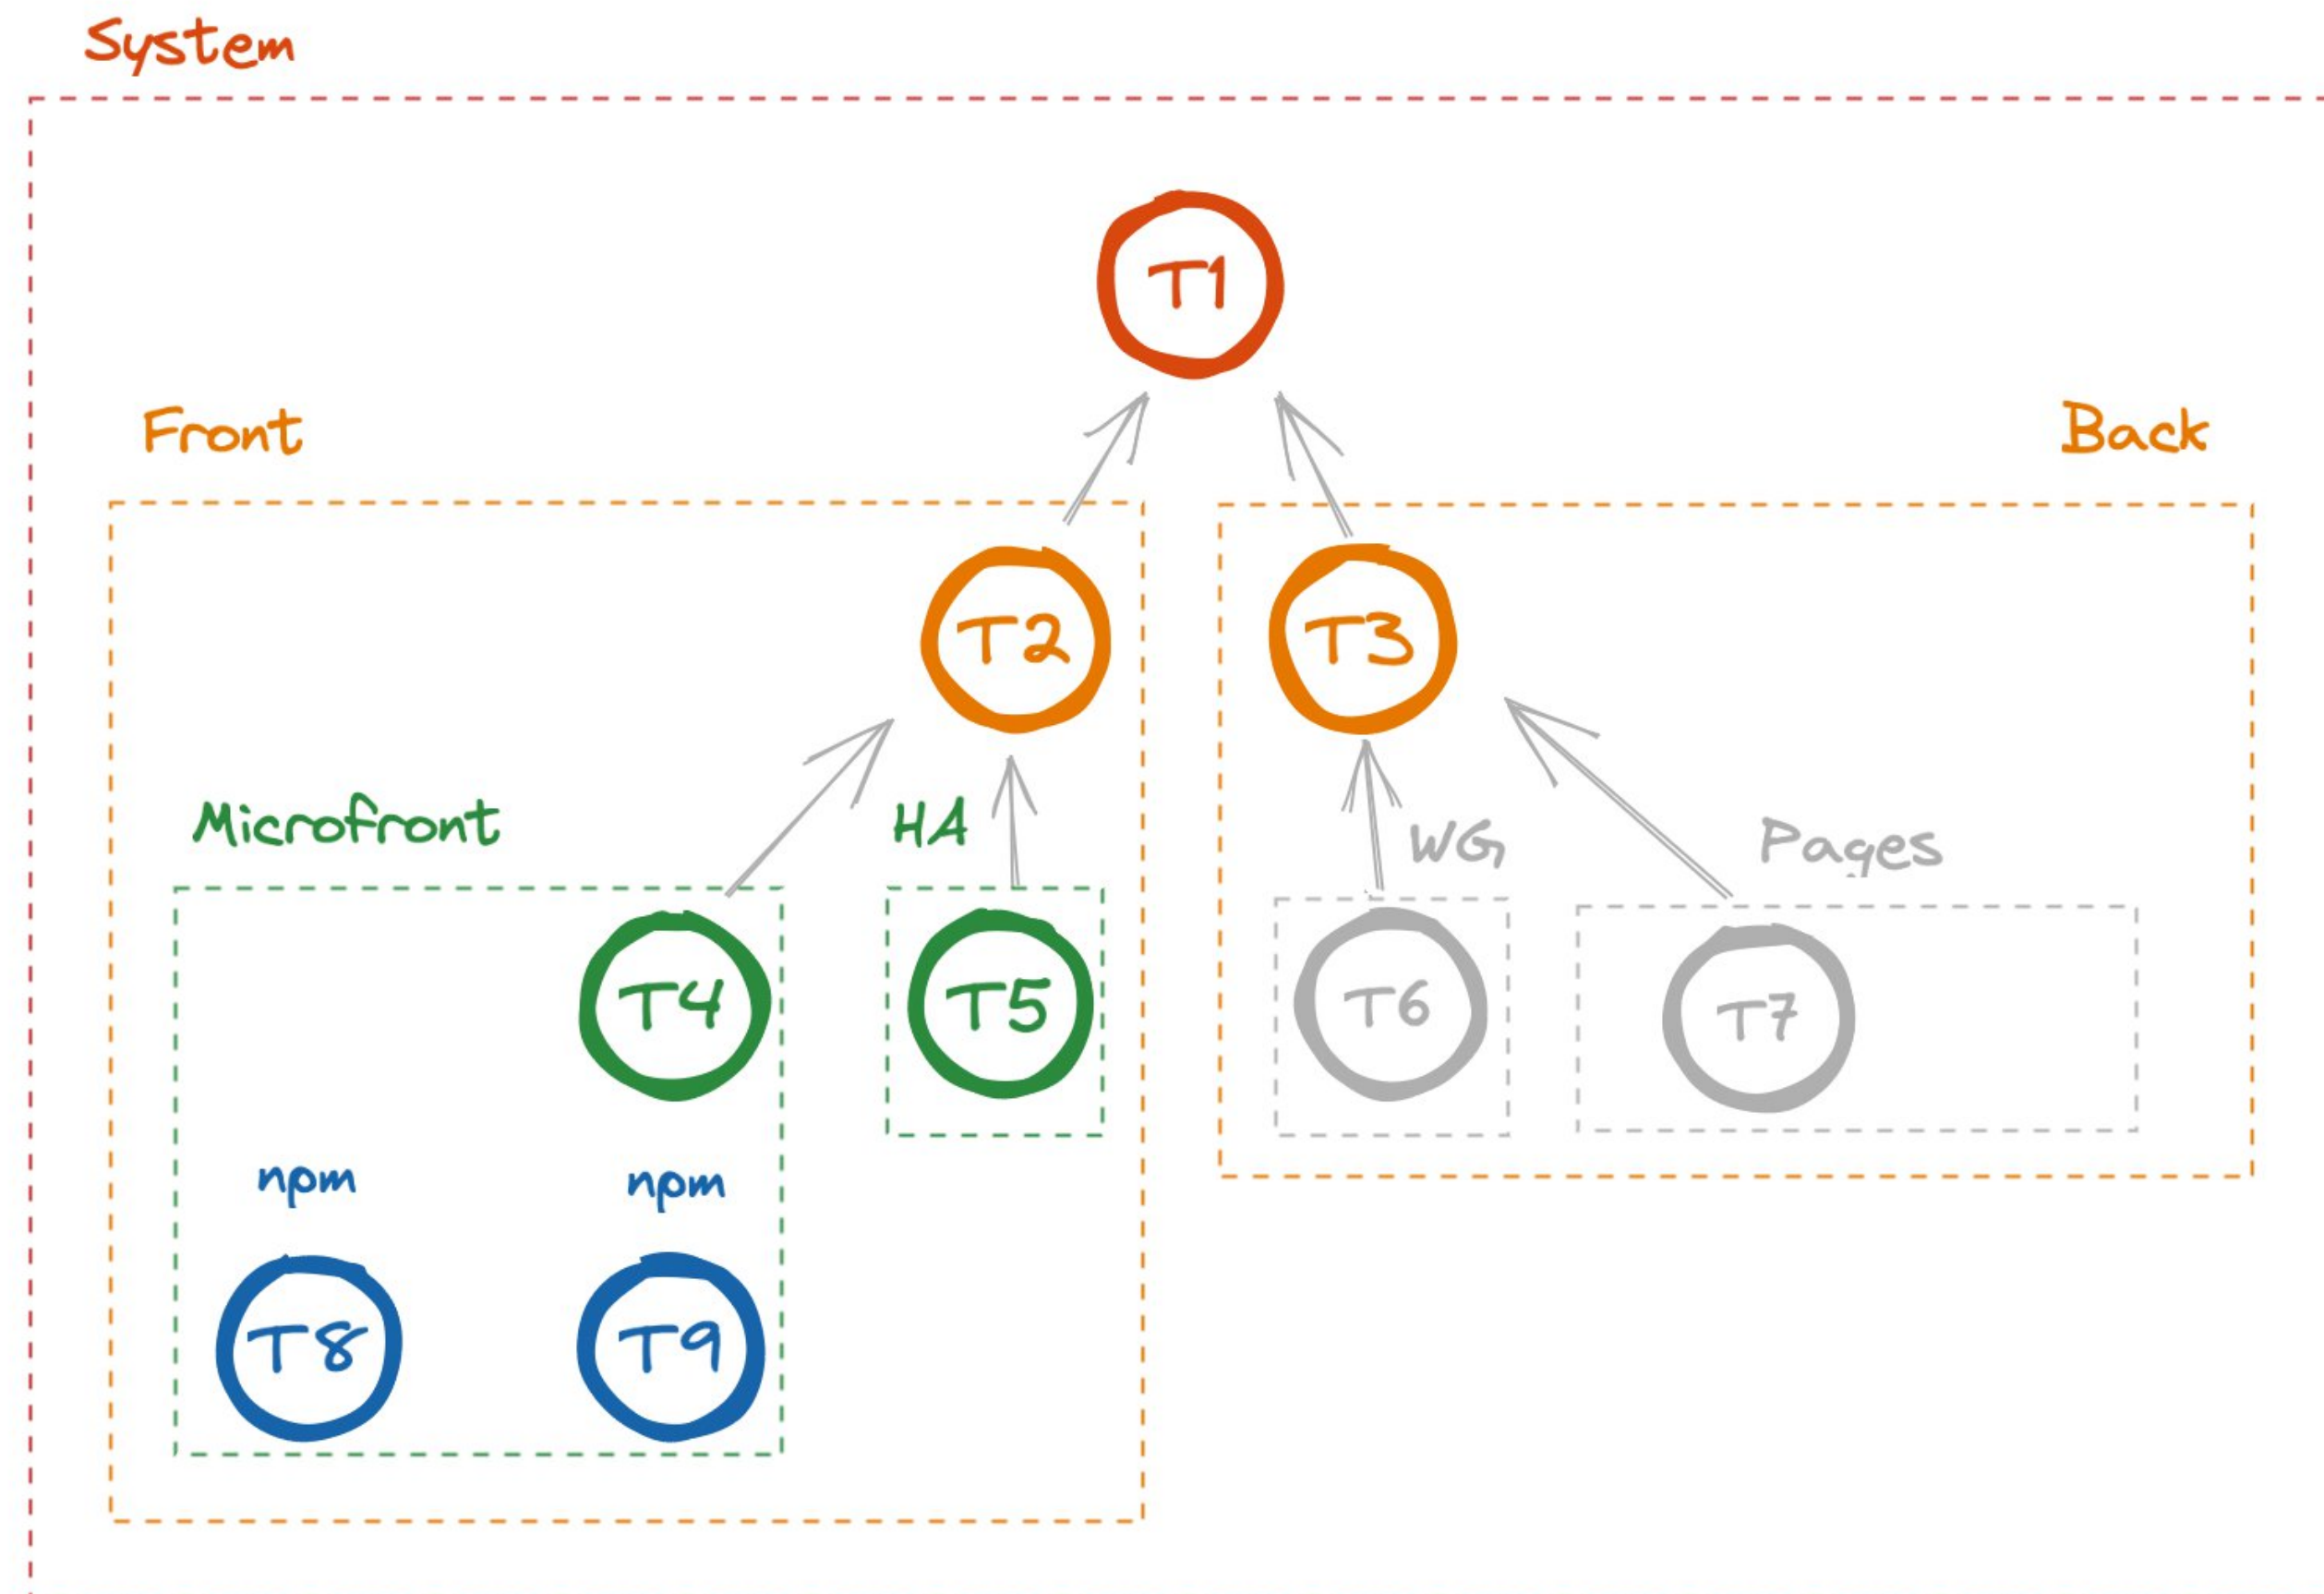 System
T1
Front
Back
T2
T3
Microfront
HA
WG
Pages
T4
T5
T6
T7
npm
npm
T8
T9